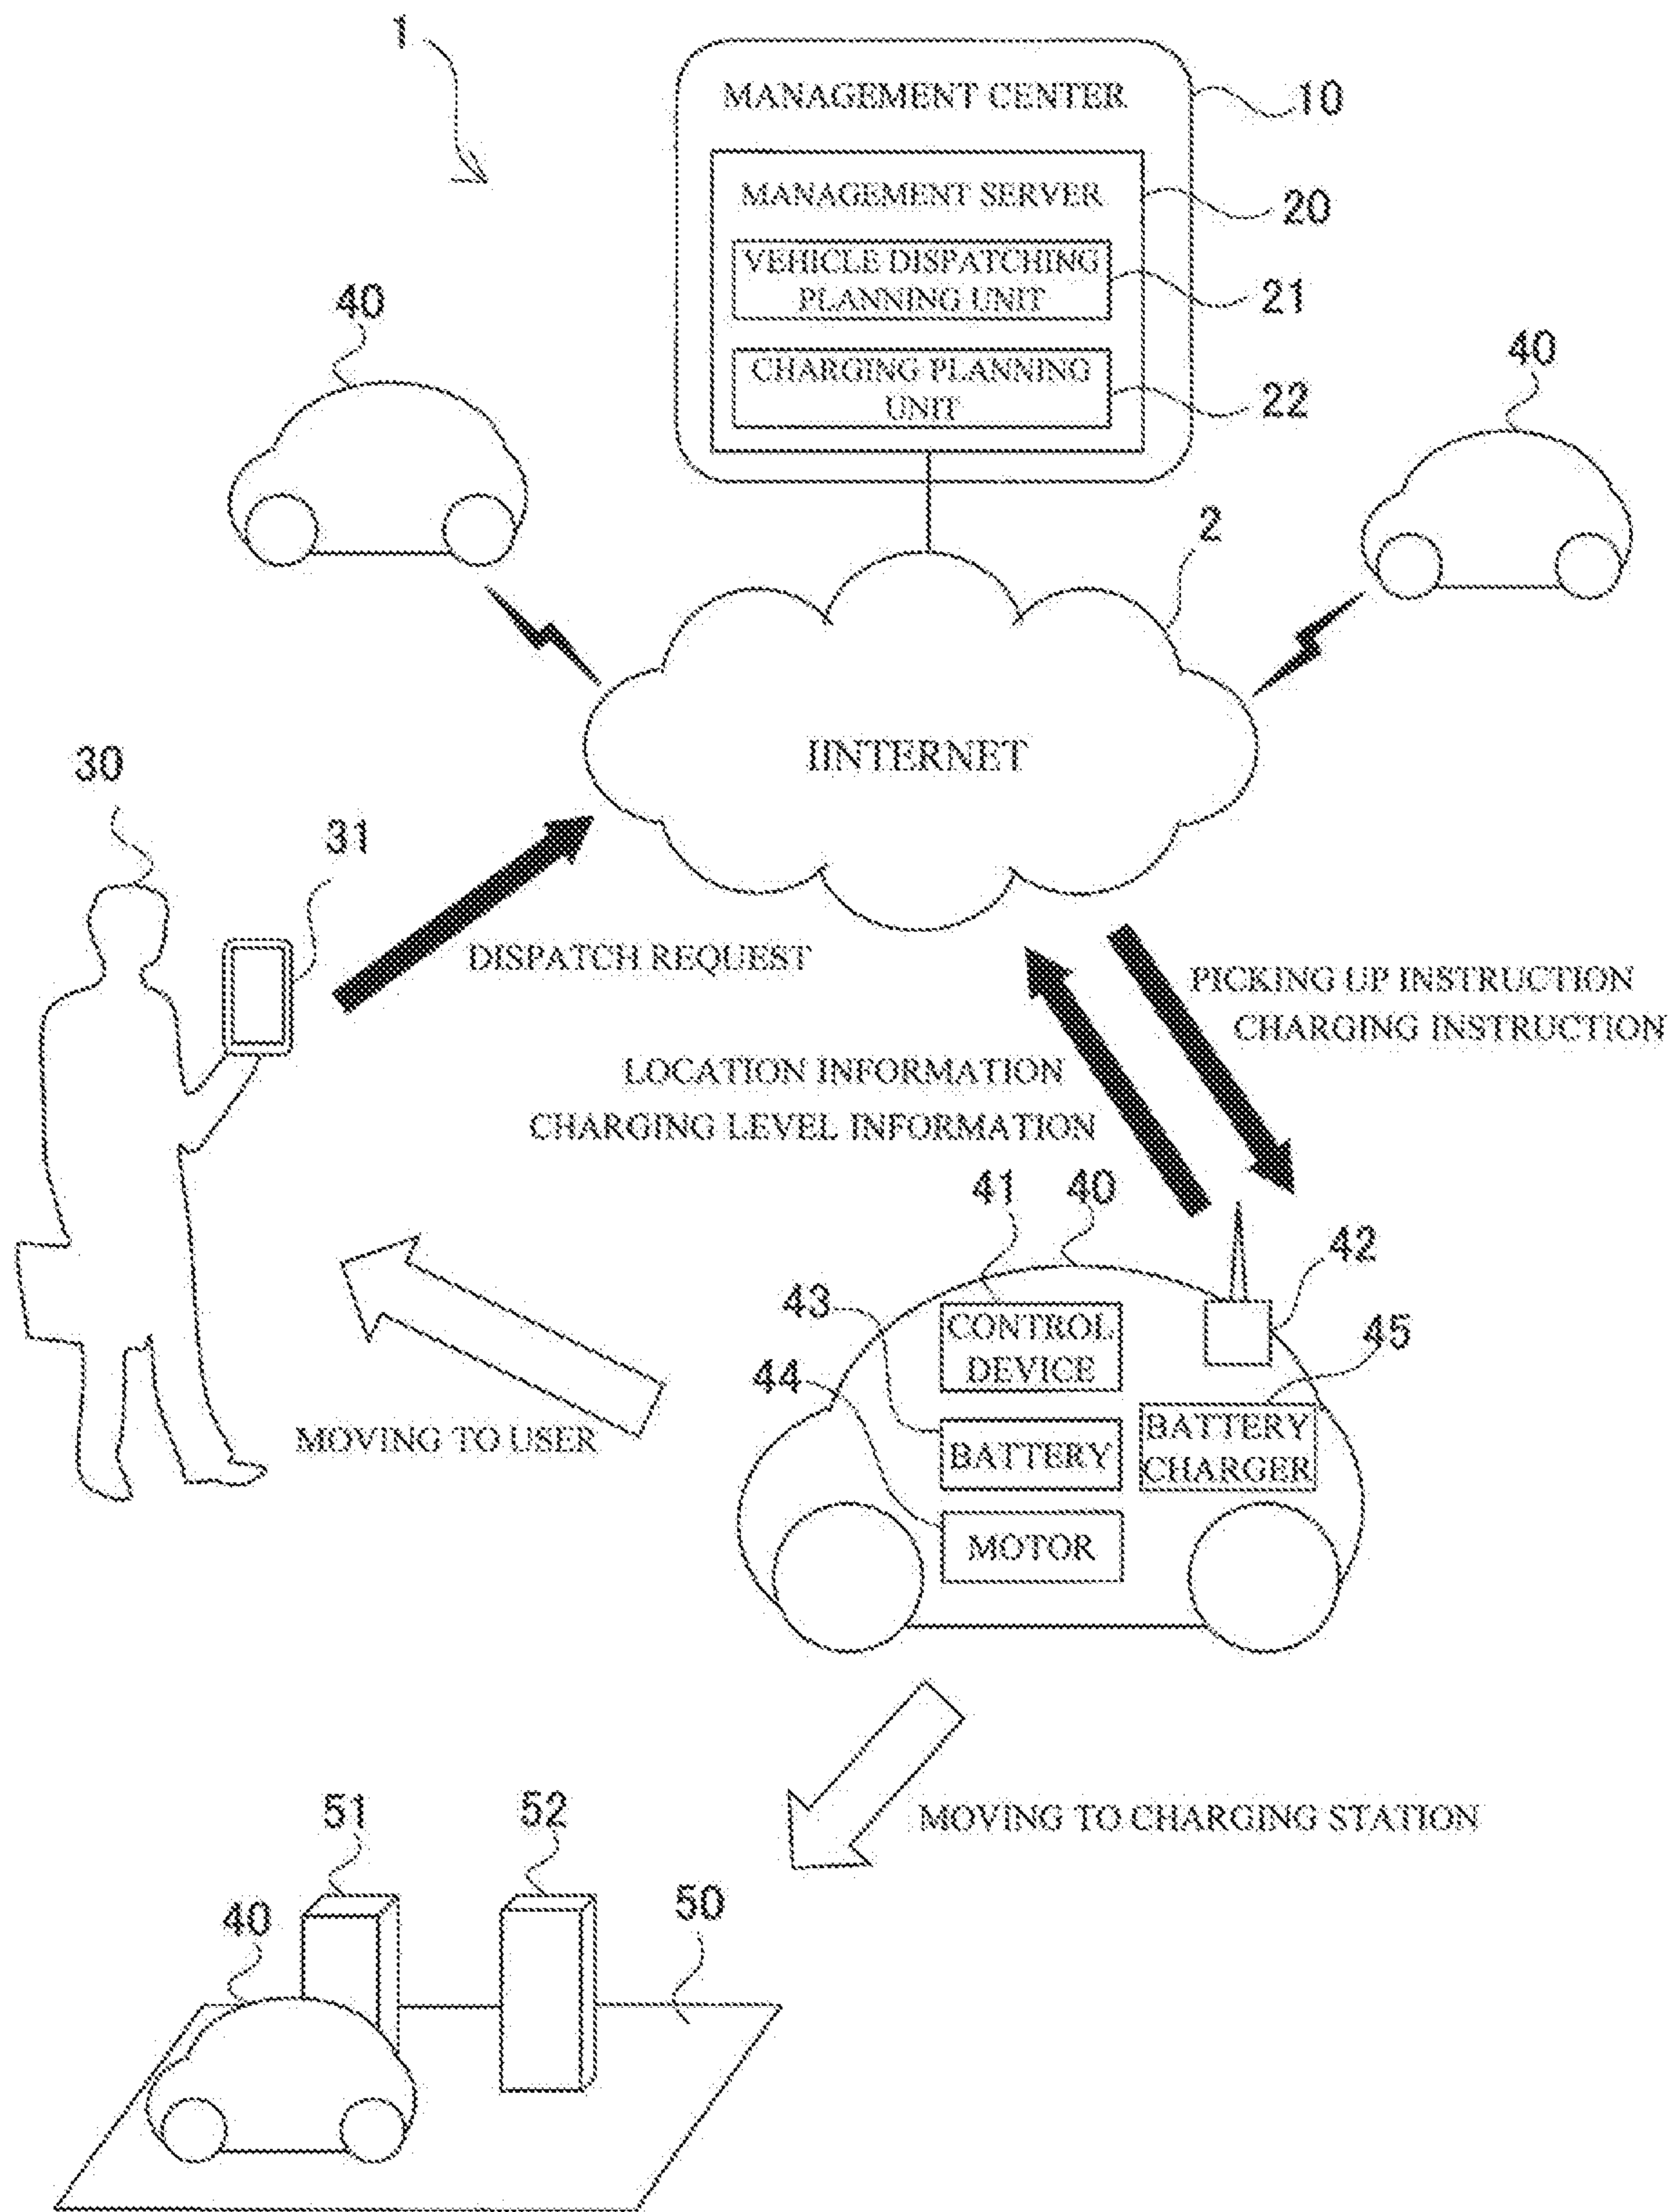 1
MANAGEMENT CENTER
10
MANAGEMENT SERVER
20
VEHICLE DISPATCHING
PLANNING UNIT
21
CHARGING PLANNING
UNIT
22
40
40
2
IINTERNET
30
31
DISPATCH REQUEST
PICKING UP INSTRUCTION
CHARGING INSTRUCTION
LOCATION INFORMATION
CHARGING LEVEL INFORMATION
41
40
42
43
CONTROL
DEVICE
45
44
BATTERY
BATTERY
CHARGER
MOTOR
MOVING TO USER
MOVING TO CHARGING STATION
51
52
50
40